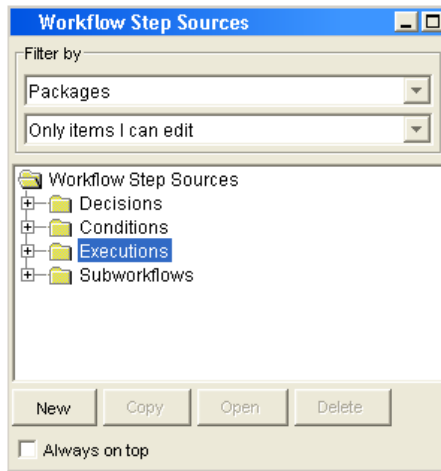 Workflow Step Sources
Filter by
Packages
Only items I can edit
Workflow Step Sources
Decisions
Conditions
Executions
Subworkflows
New Copy Open Delete
Always on top